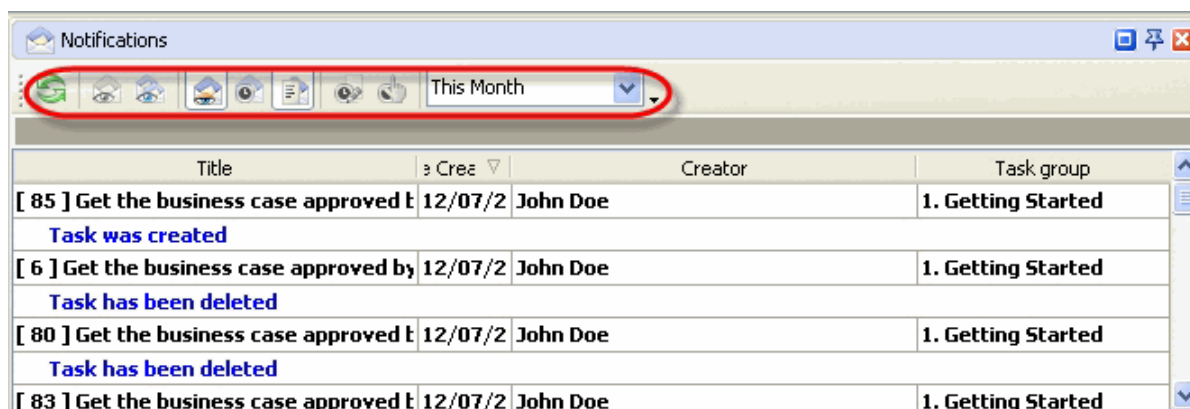 Notifications
This Month
Title e Crea Creator Task group
[ 85 ] Get the business case approved b 12/07/2 John Doe 1. Getting Started
Task was created
[ 6 ] Get the business case approved by 12/07/2 John Doe 1. Getting Started
Task has been deleted
[ 80 ] Get the business case approved b 12/07/2 John Doe 1. Getting Started
Task has been deleted
[ 83 ] Get the business case approved b 12/07/2 John Doe 1. Getting Started